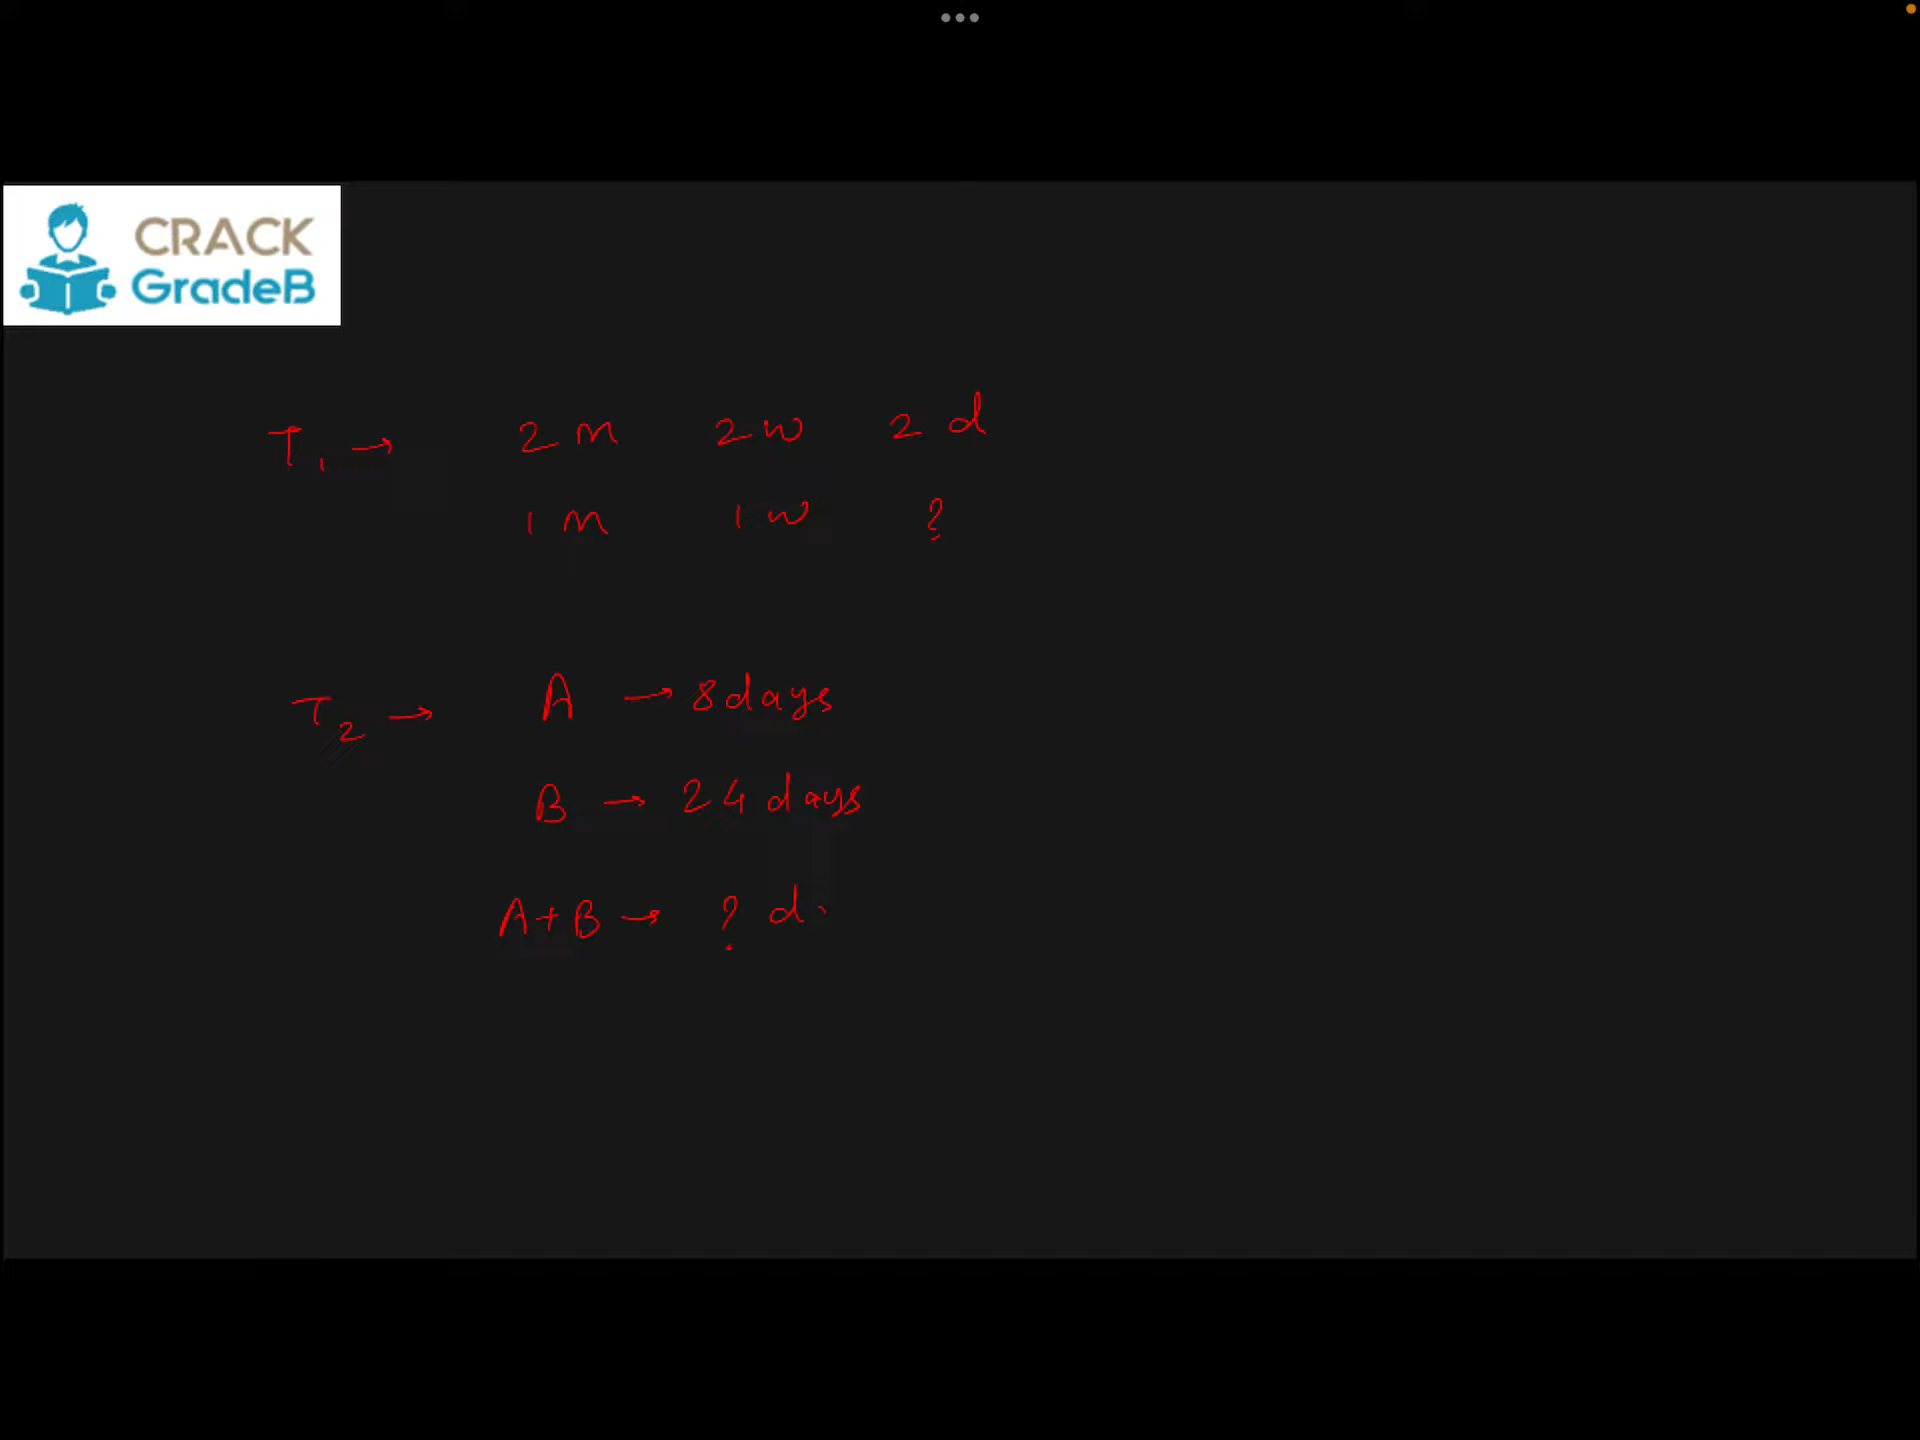 CRACK
GradeB
T1 → 2 m 2 w 2 d
1 m 1 w ?
T2 → A → 8 days
B → 24 days
A + B → ? d